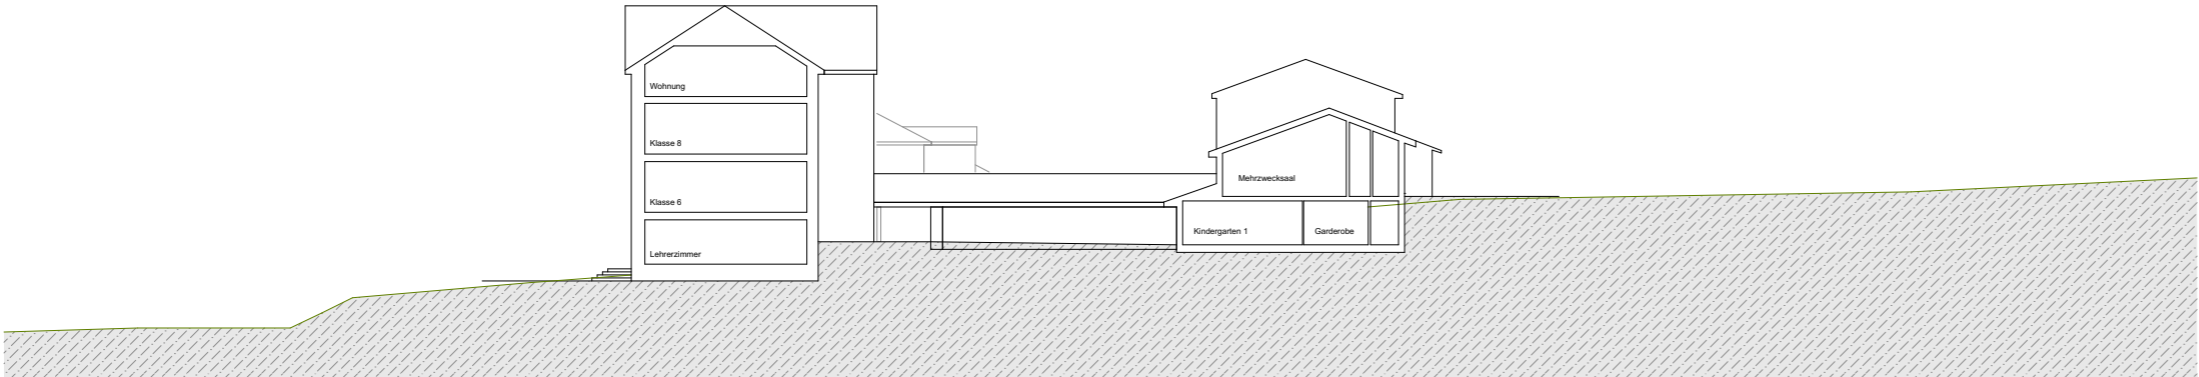 Wohnung
Klasse 8
Klasse 6
Lehrerzimmer
Mehrzwecksaal
Kindergarten 1
Garderobe